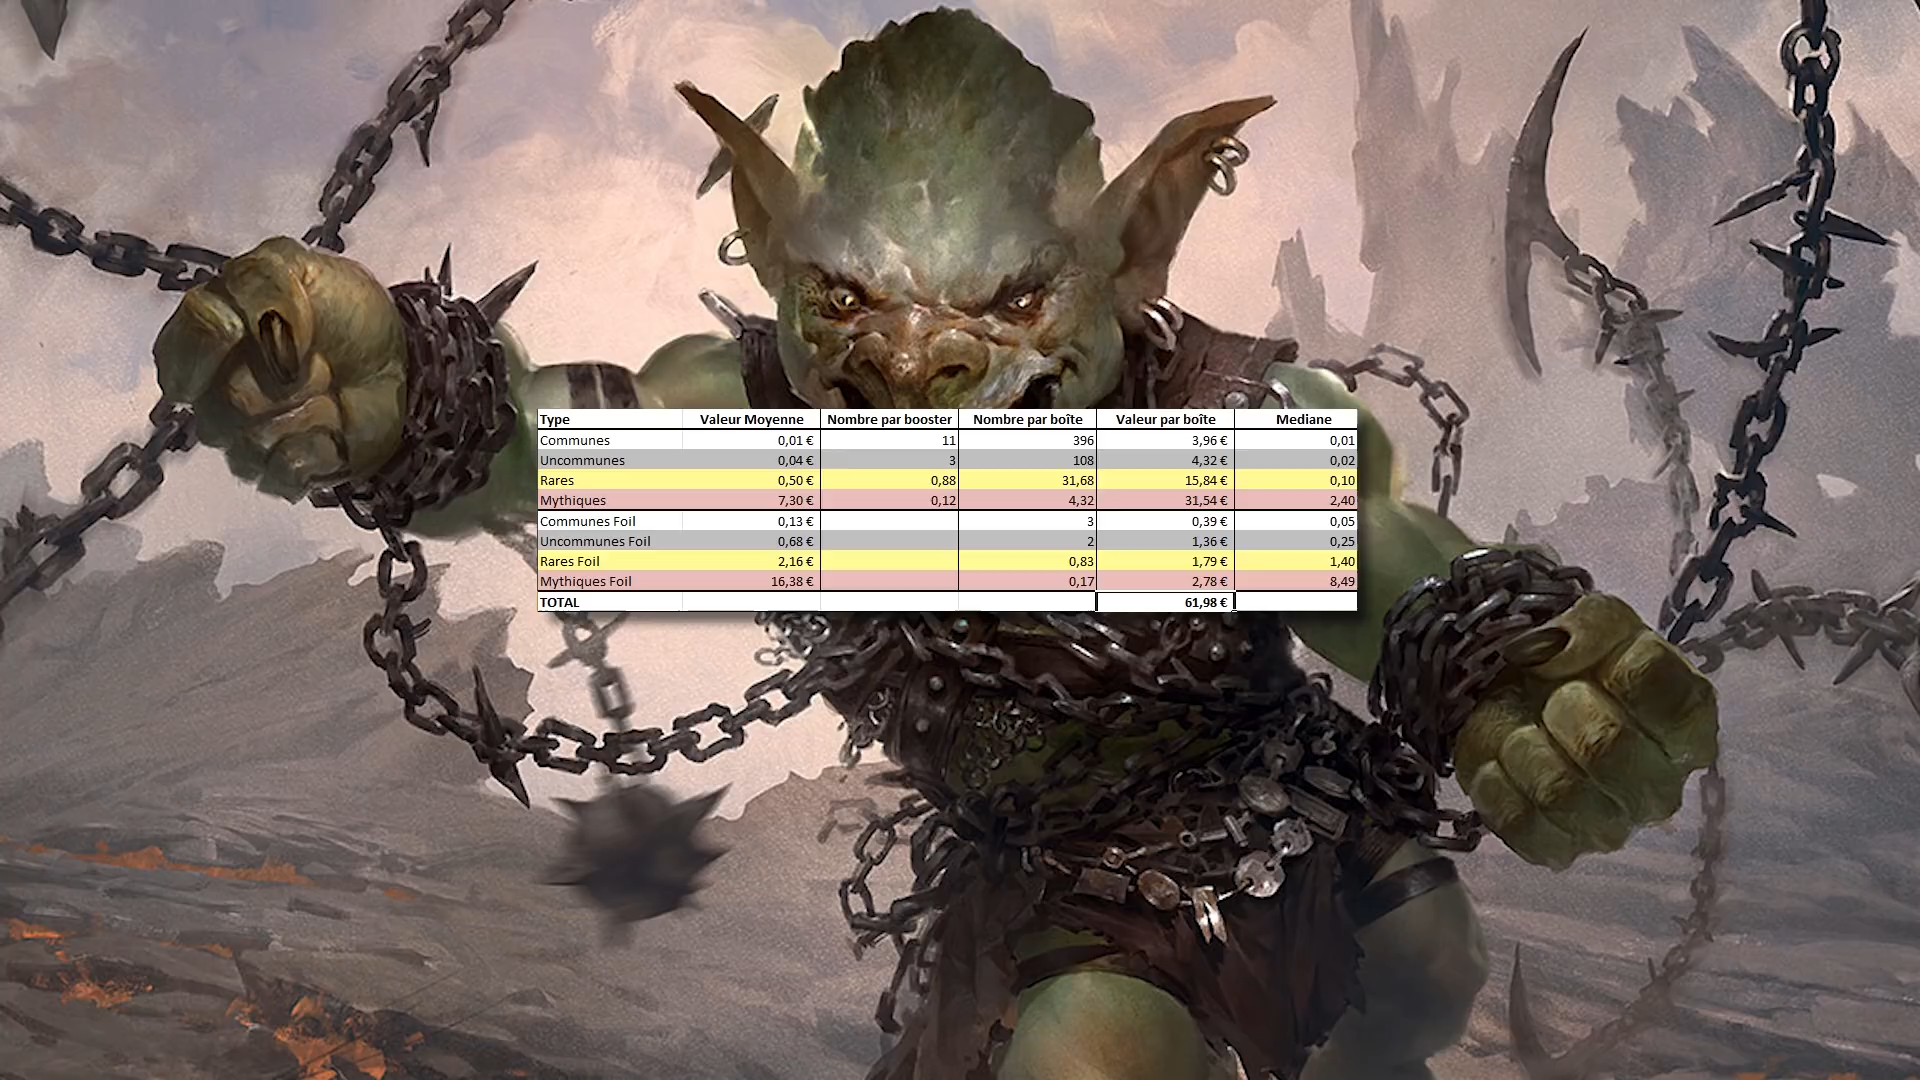 Type Valeur Moyenne Nombre par booster Nombre par boîte Valeur par boîte Mediane
Communes 0,01 € 11 396 3,96 € 0,01
Uncommunes 0,04 € 3 108 4,32 € 0,02
Rares 0,50 € 0,88 31,68 15,84 € 0,10
Mythiques 7,30 € 0,12 4,32 31,54 € 2,40
Communes Foil 0,13 € 3 0,39 € 0,05
Uncommunes Foil 0,68 € 2 1,36 € 0,25
Rares Foil 2,16 € 0,83 1,79 € 1,40
Mythiques Foil 16,38 € 0,17 2,78 € 8,49
TOTAL 61,98 €